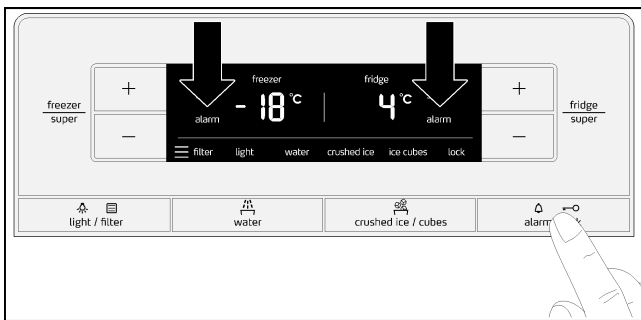 freezer fridge
+ +
freezer - 18 °C 4 °C fridge
super alarm alarm super
− −
filter light water crushed ice ice cubes lock
light / filter water crushed ice / cubes alarm